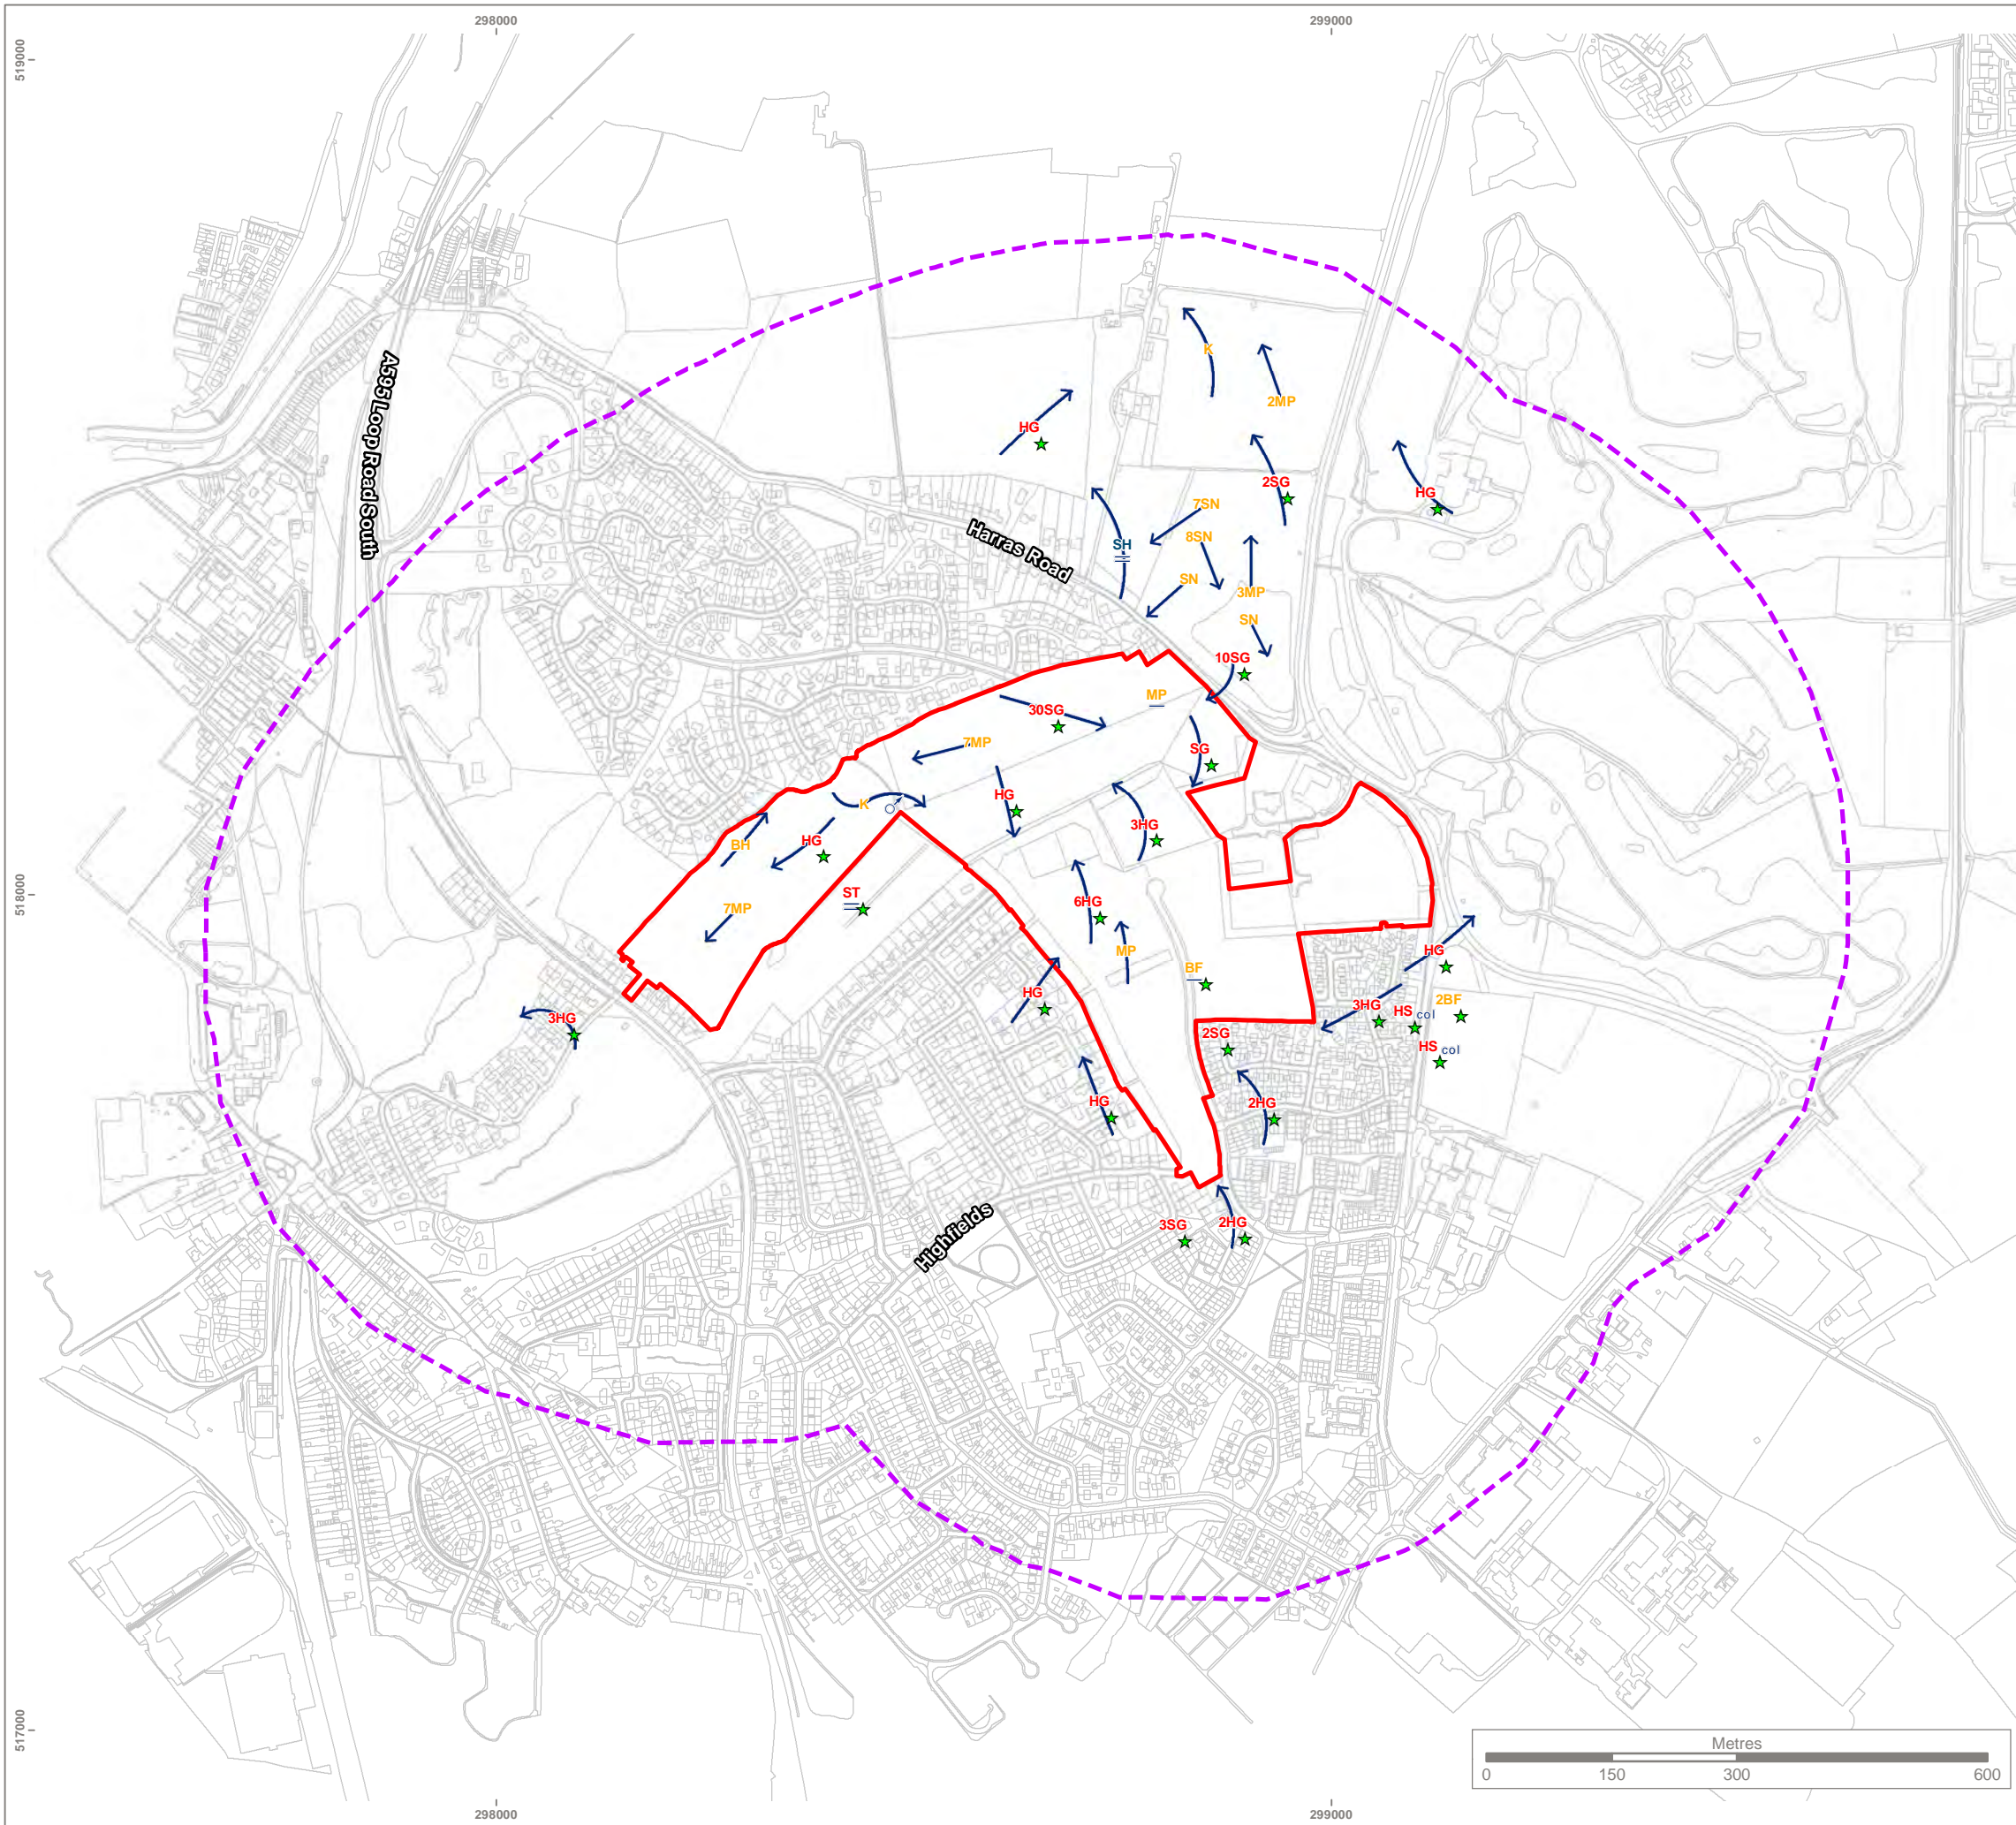 298000 299000
519000
K
2MP
A595 Loop Road South
HG
2SG
HG
7SN
Harras Road
8SN
SH
SN
3MP
SN
10SG
MP
30SG
7MP
SG
K
HG
3HG
BH
HG
518000
ST
6HG
7MP
MP
HG
BF
HG
3HG
2BF
HS col
3HG
2SG
HS col
HG
2HG
Highfields
3SG
2HG
517000
Metres
0 150 300 600
298000 299000